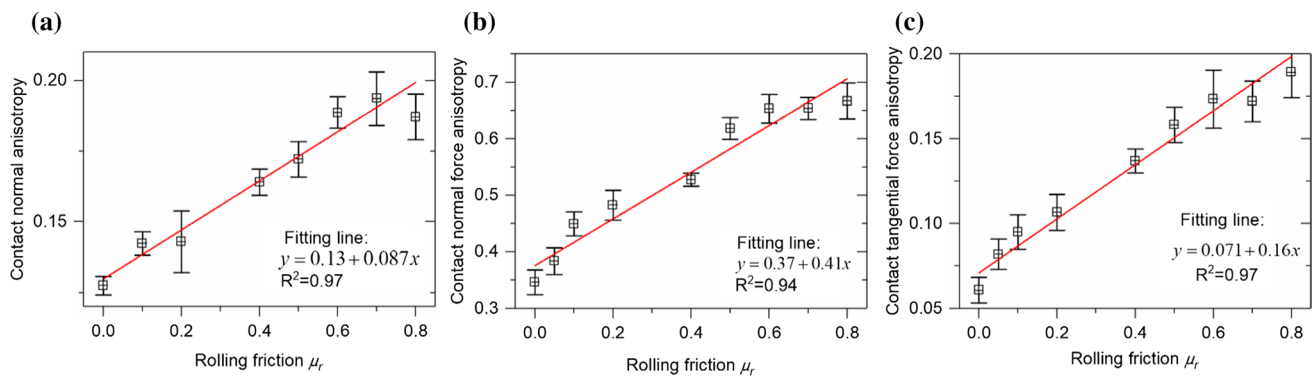 (a)
Contact normal anisotropy
0.20
0.15
Fitting line:
y = 0.13 + 0.087x
R²=0.97
0.0 0.2 0.4 0.6 0.8
Rolling friction μr
(b)
Contact normal force anisotropy
0.7
0.6
0.5
0.4
0.3
Fitting line:
y = 0.37 + 0.41x
R²=0.94
0.0 0.2 0.4 0.6 0.8
Rolling friction μr
(c)
Contact tangential force anisotropy
0.20
0.15
0.10
0.05
Fitting line:
y = 0.071 + 0.16x
R²=0.97
0.0 0.2 0.4 0.6 0.8
Rolling friction μr